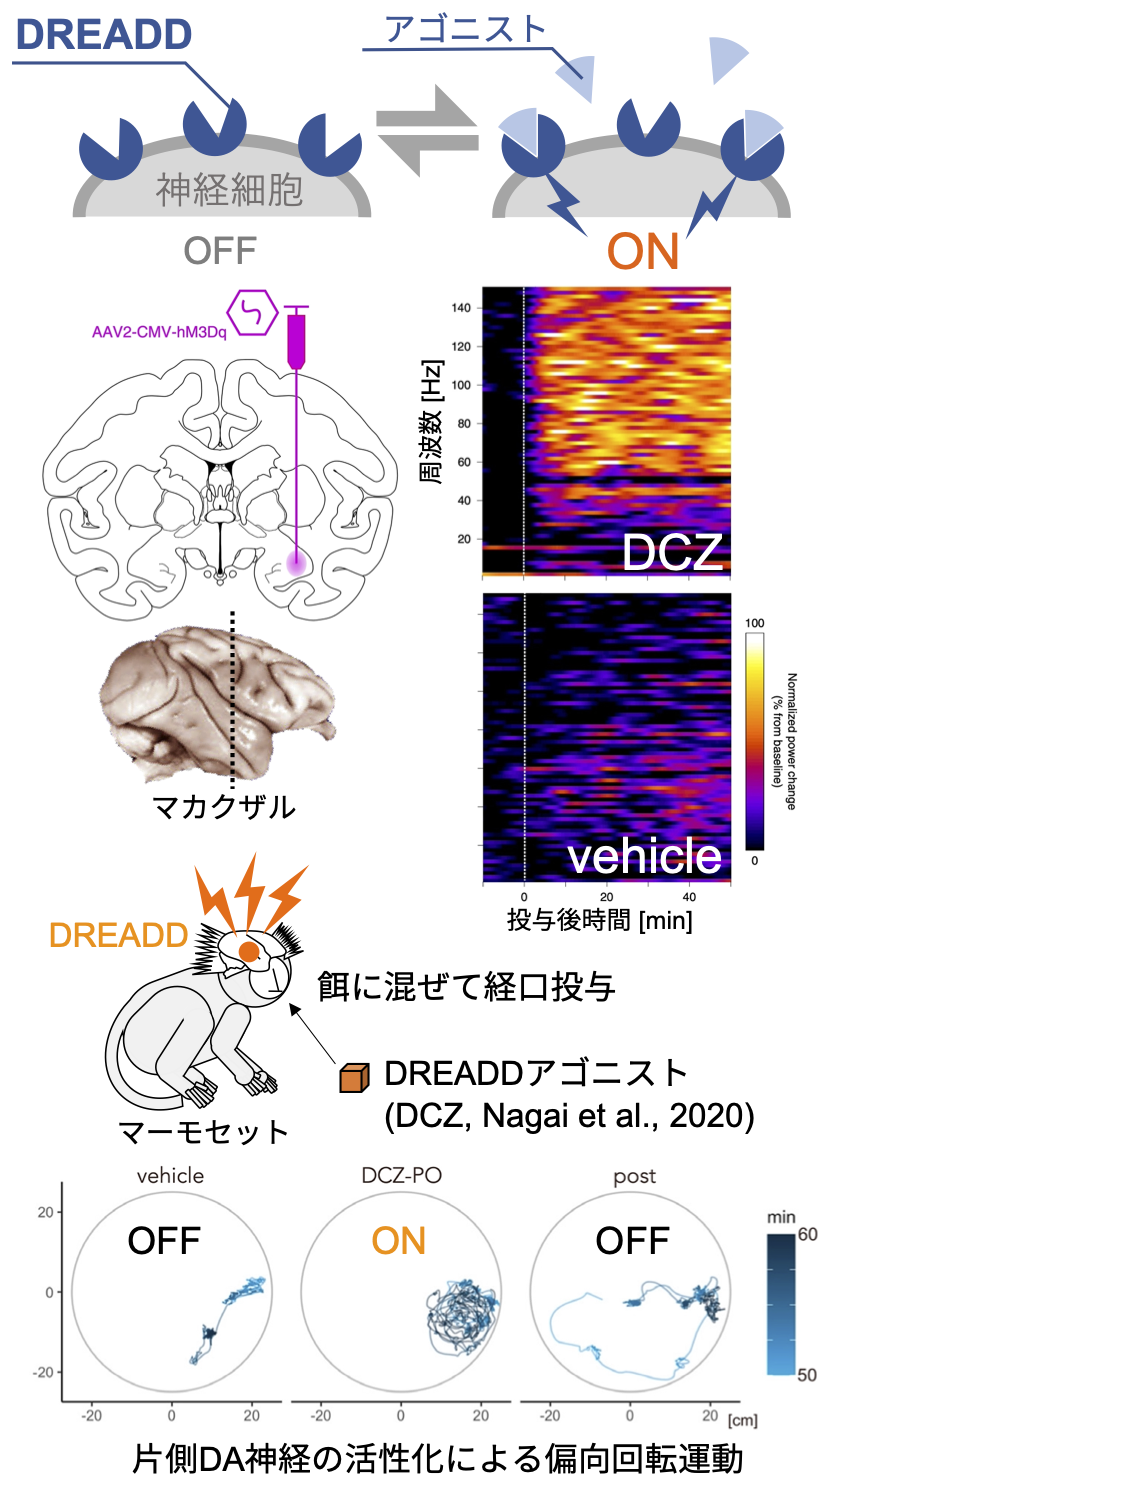 DREADD
アゴニスト
神経細胞
OFF
ON
AAV2-CMV-hM3Dq
周波数 [Hz]
140
120
100
80
60
40
20
DCZ
vehicle
100
0
Normalized power change
(% from baseline)
0
20
40
投与後時間 [min]
マカクザル
DREADD
餌に混ぜて経口投与
DREADDアゴニスト
(DCZ, Nagai et al., 2020)
マーモセット
vehicle
DCZ-PO
post
OFF
ON
OFF
20
0
-20
-20
0
20
-20
0
20
-20
0
20
[cm]
min
60
50
片側DA神経の活性化による偏向回転運動